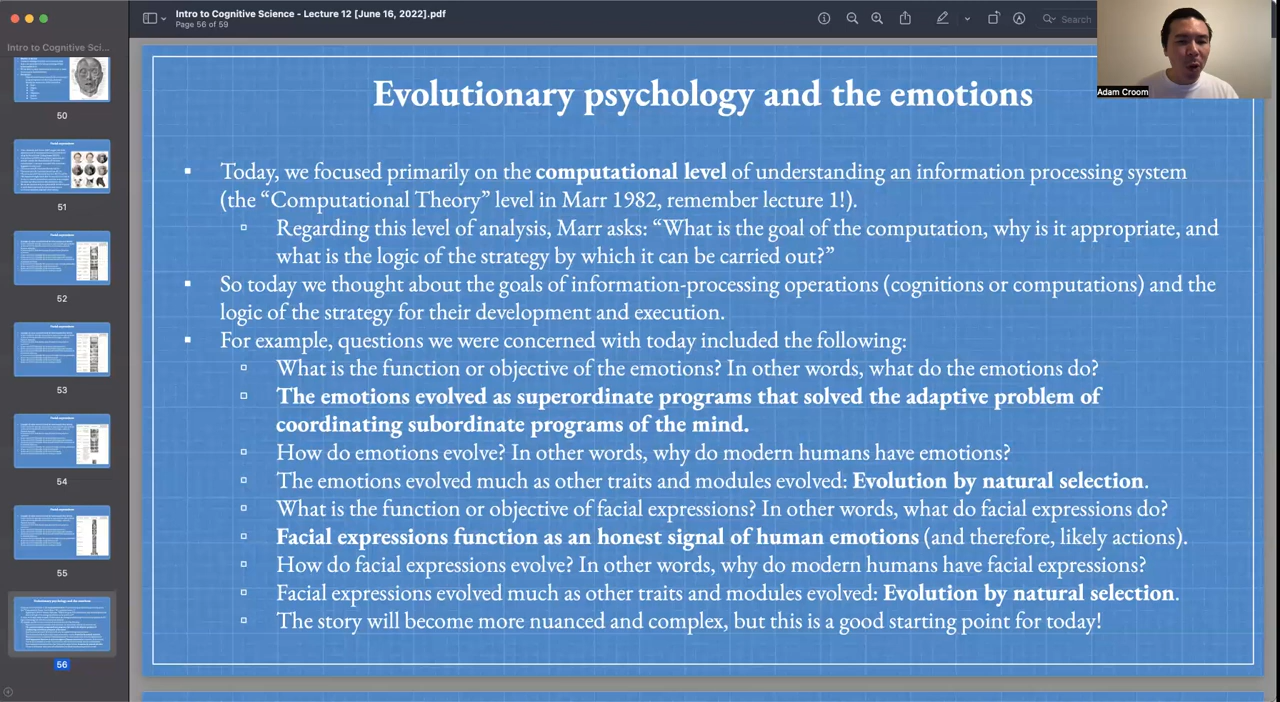 Intro to Cognitive Science - Lecture 12 [June 16, 2022].pdf
Page 56 of 59
Search
Adam Croom
Intro to Cognitive Sci...
50
51
52
53
54
55
56
Evolutionary psychology and the emotions
Today, we focused primarily on the computational level of understanding an information processing system
(the “Computational Theory” level in Marr 1982, remember lecture 1!).
Regarding this level of analysis, Marr asks: “What is the goal of the computation, why is it appropriate, and
what is the logic of the strategy by which it can be carried out?”
So today we thought about the goals of information-processing operations (cognitions or computations) and the
logic of the strategy for their development and execution.
For example, questions we were concerned with today included the following:
What is the function or objective of the emotions? In other words, what do the emotions do?
The emotions evolved as superordinate programs that solved the adaptive problem of
coordinating subordinate programs of the mind.
How do emotions evolve? In other words, why do modern humans have emotions?
The emotions evolved much as other traits and modules evolved: Evolution by natural selection.
What is the function or objective of facial expressions? In other words, what do facial expressions do?
Facial expressions function as an honest signal of human emotions (and therefore, likely actions).
How do facial expressions evolve? In other words, why do modern humans have facial expressions?
Facial expressions evolved much as other traits and modules evolved: Evolution by natural selection.
The story will become more nuanced and complex, but this is a good starting point for today!